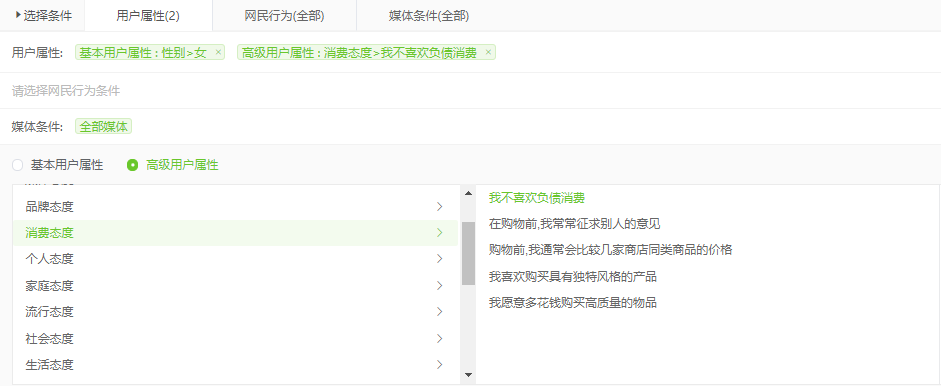 选择条件 用户属性(2) 网民行为(全部) 媒体条件(全部)
用户属性: 基本用户属性 : 性别>女 × 高级用户属性 : 消费态度>我不喜欢负债消费 ×
请选择网民行为条件
媒体条件: 全部媒体
基本用户属性 高级用户属性
品牌态度
消费态度
个人态度
家庭态度
流行态度
社会态度
生活态度
我不喜欢负债消费
在购物前,我常常征求别人的意见
购物前,我通常会比较几家商店同类商品的价格
我喜欢购买具有独特风格的产品
我愿意多花钱购买高质量的物品